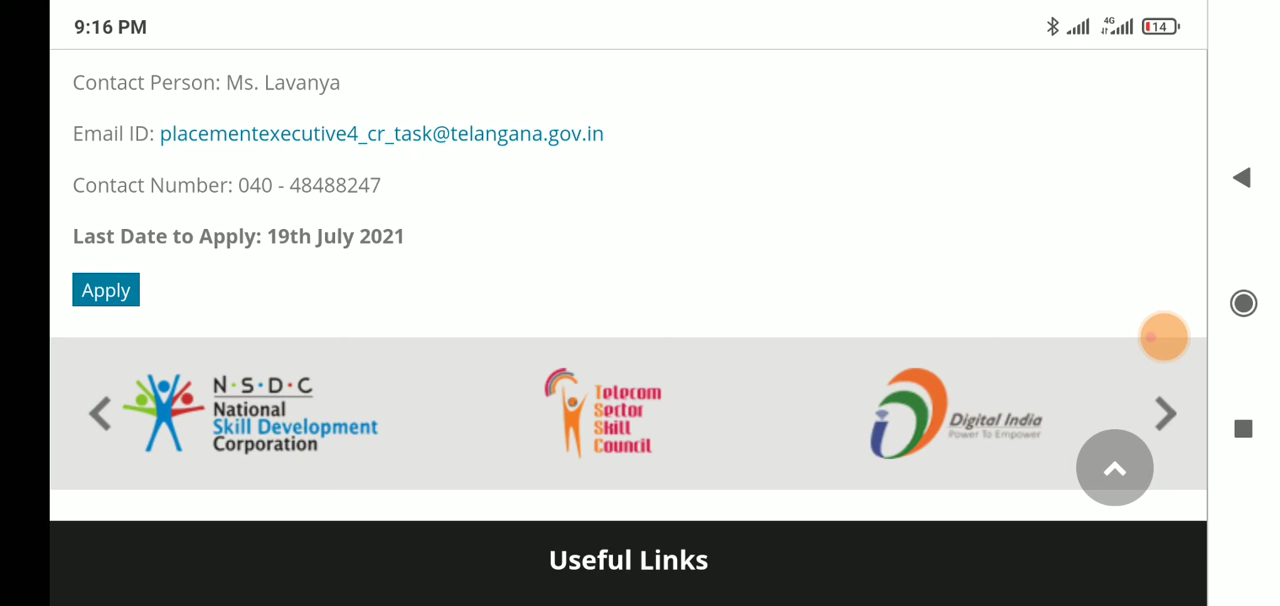 9:16 PM
4G
14
Contact Person: Ms. Lavanya
Email ID: placementexecutive4_cr_task@telangana.gov.in
Contact Number: 040 - 48488247
Last Date to Apply: 19th July 2021
Apply
N·S·D·C
National
Skill Development
Corporation
Telecom
Sector
Skill
Council
Digital India
Power To Empower
Useful Links